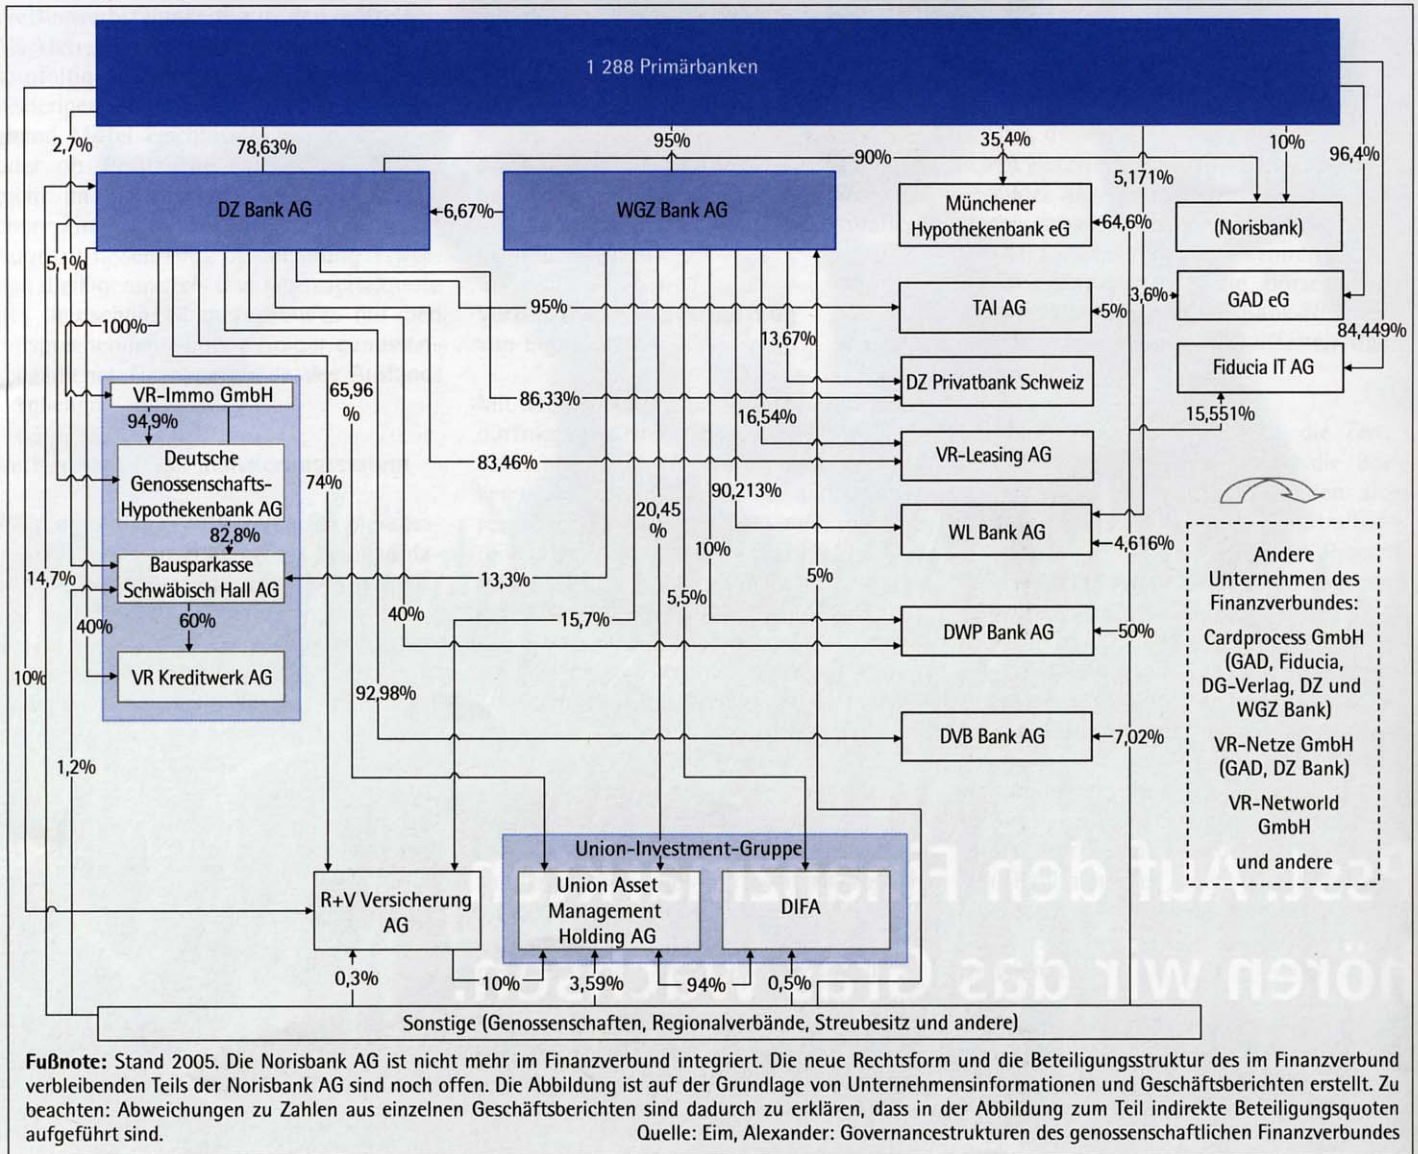 1 288 Primärbanken
2,7%
78,63%
95%
90%
35,4%
5,171%
10%
96,4%
DZ Bank AG
6,67%
WGZ Bank AG
Münchener
Hypothekenbank eG
64,6%
(Norisbank)
5,1%
100%
95%
TAI AG
5%
3,6%
GAD eG
13,67%
84,449%
VR-Immo GmbH
94,9%
65,96
%
86,33%
DZ Privatbank Schweiz
Fiducia IT AG
16,54%
15,551%
Deutsche
Genossenschafts-
Hypothekenbank AG
74%
83,46%
VR-Leasing AG
90,213%
20,45
%
82,8%
10%
WL Bank AG
4,616%
Bausparkasse
Schwäbisch Hall AG
14,7%
13,3%
5%
5,5%
40%
60%
40%
15,7%
DWP Bank AG
50%
VR Kreditwerk AG
10%
92,98%
DVB Bank AG
7,02%
1,2%
Andere
Unternehmen des
Finanzverbundes:
Cardprocess GmbH
(GAD, Fiducia,
DG-Verlag, DZ und
WGZ Bank)
VR-Netze GmbH
(GAD, DZ Bank)
VR-Networld
GmbH
und andere
Union-Investment-Gruppe
R+V Versicherung
AG
Union Asset
Management
Holding AG
DIFA
0,3%
10%
3,59%
94%
0,5%
Sonstige (Genossenschaften, Regionalverbände, Streubesitz und andere)
Fußnote: Stand 2005. Die Norisbank AG ist nicht mehr im Finanzverbund integriert. Die neue Rechtsform und die Beteiligungsstruktur des im Finanzverbund
verbleibenden Teils der Norisbank AG sind noch offen. Die Abbildung ist auf der Grundlage von Unternehmensinformationen und Geschäftsberichten erstellt. Zu
beachten: Abweichungen zu Zahlen aus einzelnen Geschäftsberichten sind dadurch zu erklären, dass in der Abbildung zum Teil indirekte Beteiligungsquoten
aufgeführt sind.
Quelle: Eim, Alexander: Governancestrukturen des genossenschaftlichen Finanzverbundes